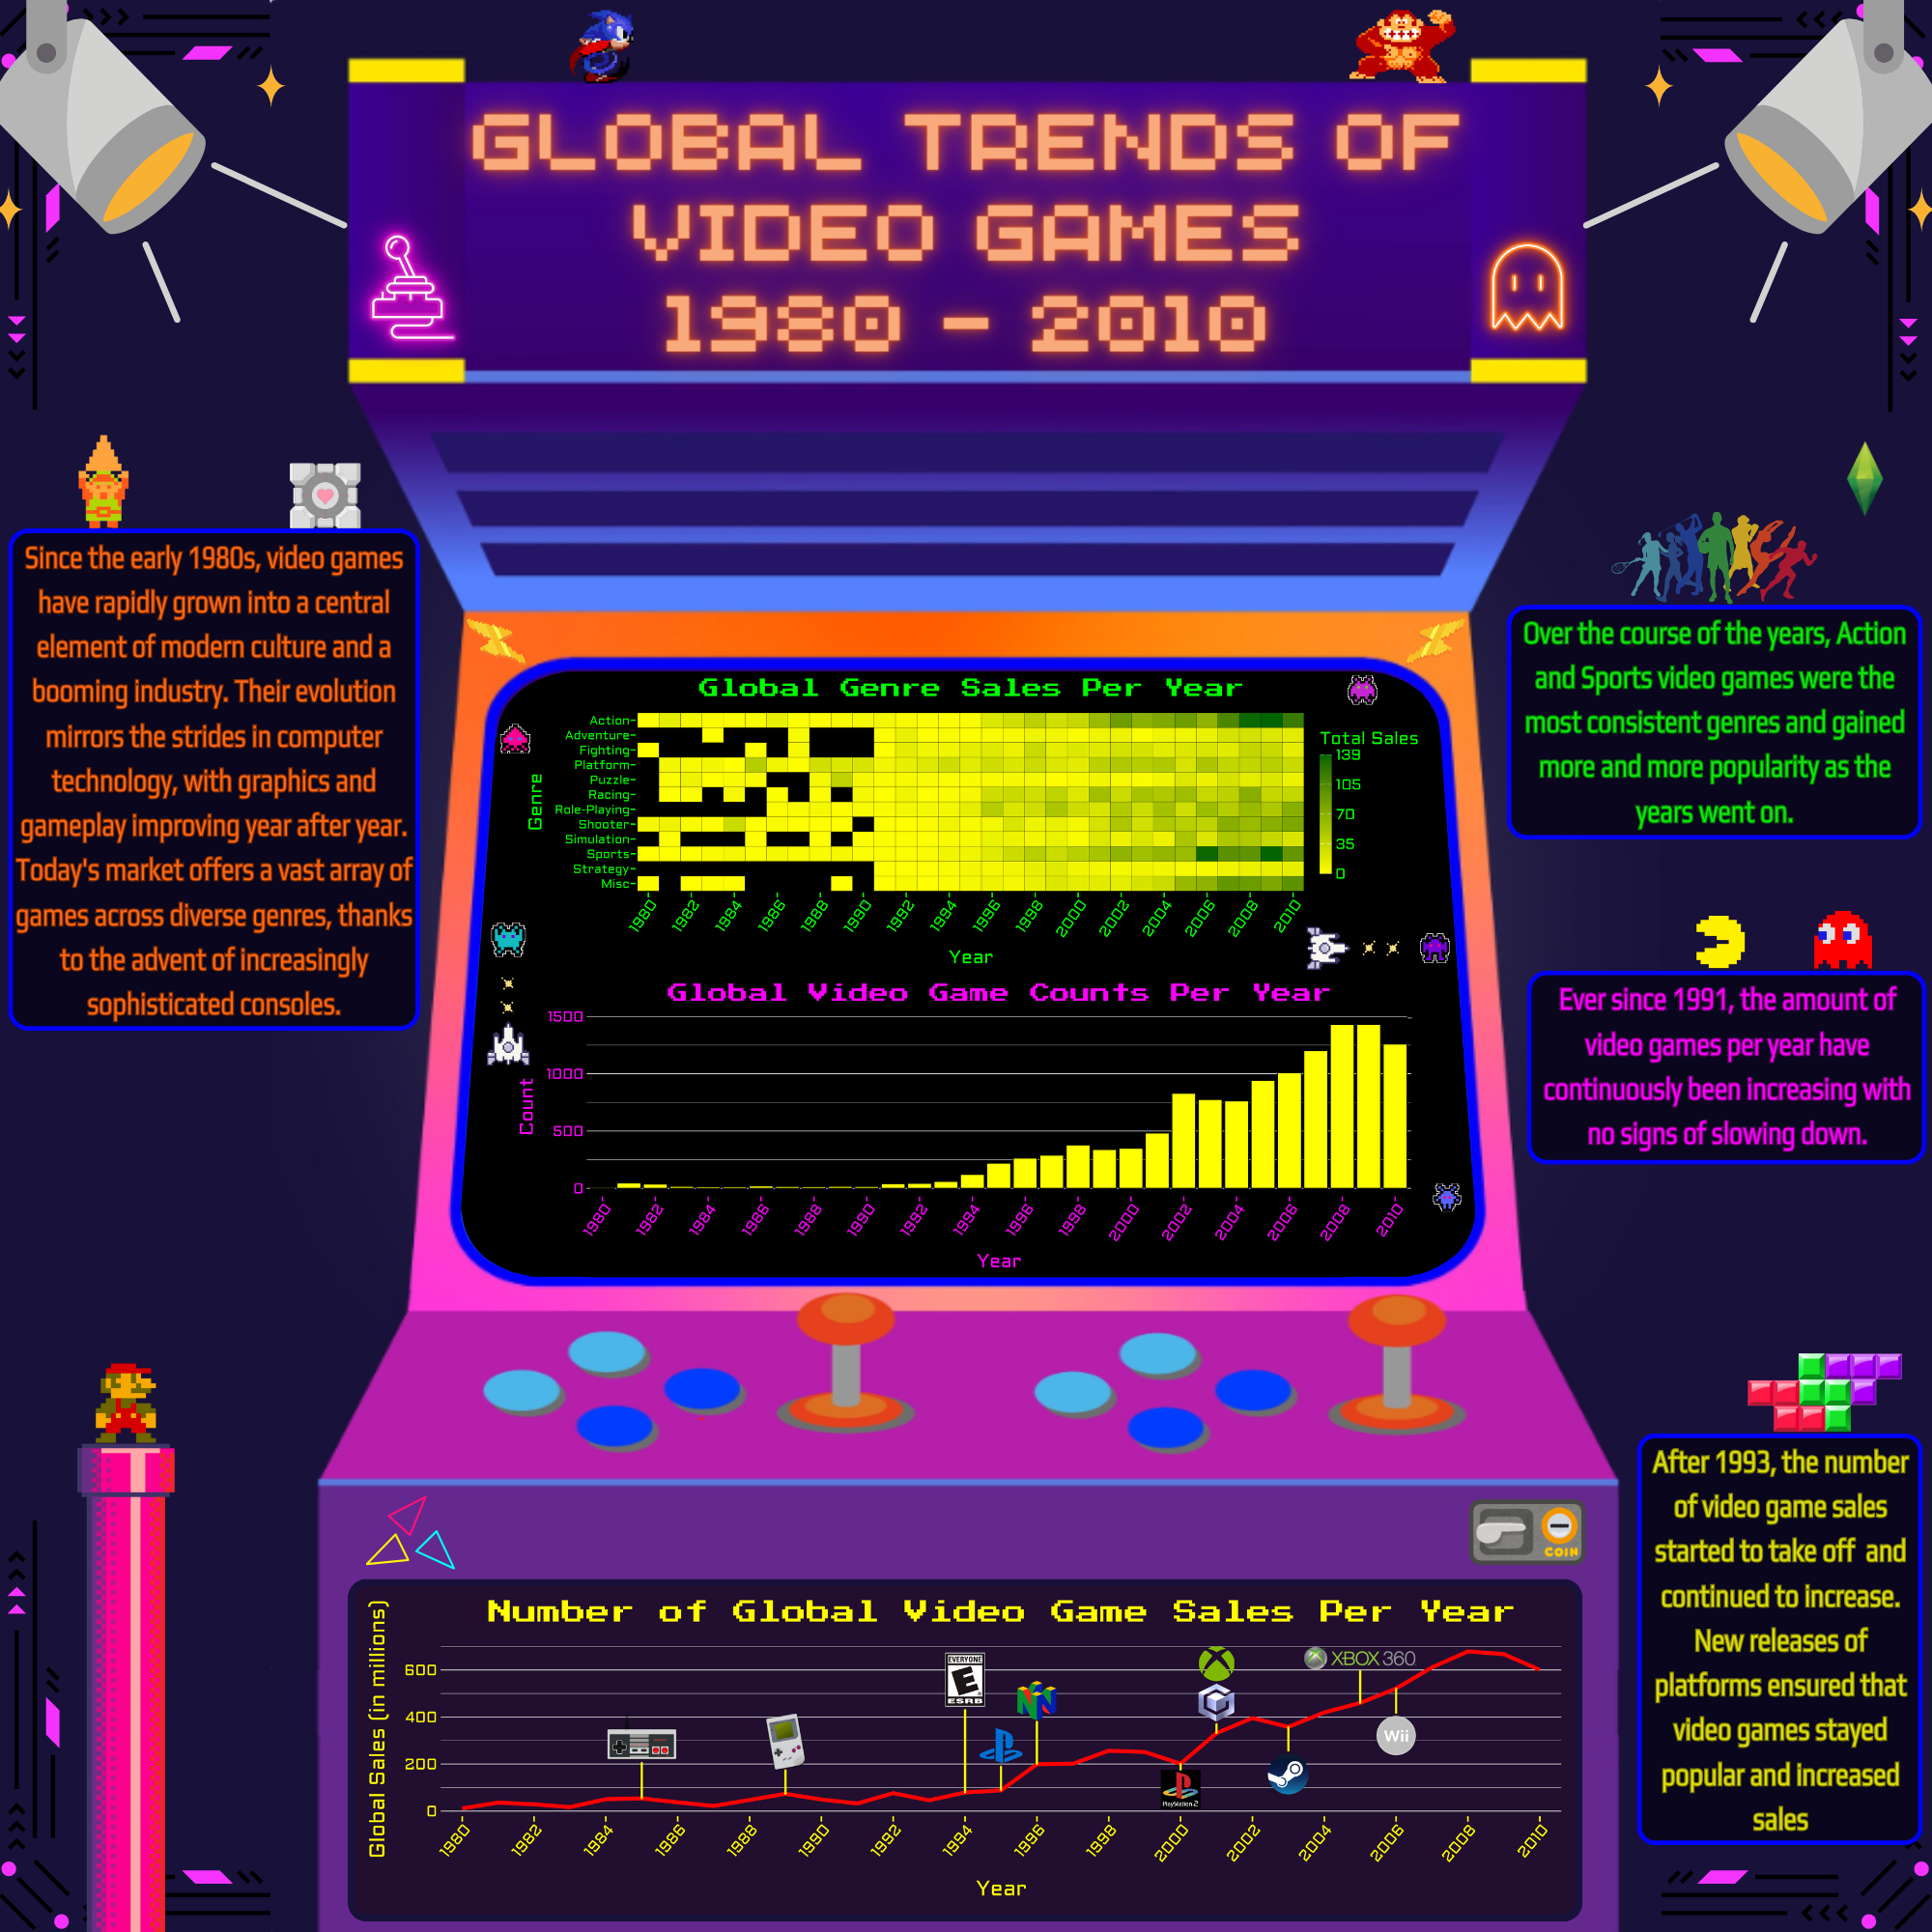 GLOBAL TRENDS OF
VIDEO GAMES
1980 - 2010
Since the early 1980s, video games
have rapidly grown into a central
element of modern culture and a
booming industry. Their evolution
mirrors the strides in computer
technology, with graphics and
gameplay improving year after year.
Today's market offers a vast array of
games across diverse genres, thanks
to the advent of increasingly
sophisticated consoles.
Over the course of the years, Action
and Sports video games were the
most consistent genres and gained
more and more popularity as the
years went on.
Global Genre Sales Per Year
Genre
Action
Adventure
Fighting
Platform
Puzzle
Racing
Role-Playing
Shooter
Simulation
Sports
Strategy
Misc
1980 1982 1984 1986 1988 1990 1992 1994 1996 1998 2000 2002 2004 2006 2008 2010
Year
Total Sales
139
105
70
35
0
Ever since 1991, the amount of
video games per year have
continuously been increasing with
no signs of slowing down.
Global Video Game Counts Per Year
Count
1500
1000
500
0
1980 1982 1984 1986 1988 1990 1992 1994 1996 1998 2000 2002 2004 2006 2008 2010
Year
COIN
After 1993, the number
of video game sales
started to take off and
continued to increase.
New releases of
platforms ensured that
video games stayed
popular and increased
sales
Number of Global Video Game Sales Per Year
Global Sales (in millions)
600
400
200
0
EVERYONE
E
ESRB
XBOX 360
Wii
PlayStation 2
1980 1982 1984 1986 1988 1990 1992 1994 1996 1998 2000 2002 2004 2006 2008 2010
Year